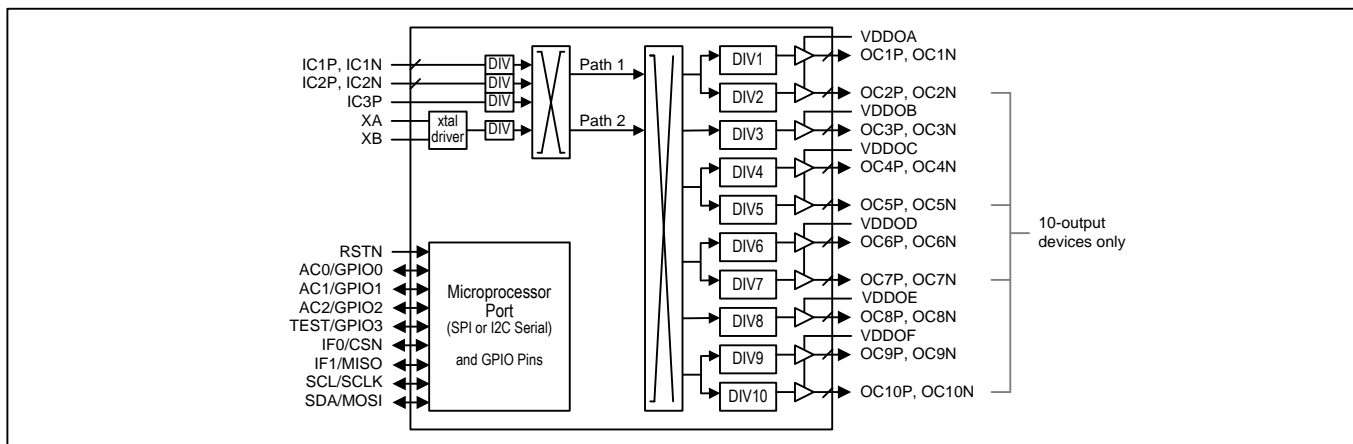 IC1P, IC1N
IC2P, IC2N
IC3P
XA
XB
xtal
driver
DIV
DIV
DIV
DIV
Path 1
Path 2
DIV1
DIV2
DIV3
DIV4
DIV5
DIV6
DIV7
DIV8
DIV9
DIV10
VDDOA
OC1P, OC1N
OC2P, OC2N
VDDOB
OC3P, OC3N
VDDOC
OC4P, OC4N
OC5P, OC5N
VDDOD
OC6P, OC6N
OC7P, OC7N
VDDOE
OC8P, OC8N
VDDOF
OC9P, OC9N
OC10P, OC10N
10-output
devices only
RSTN
AC0/GPIO0
AC1/GPIO1
AC2/GPIO2
TEST/GPIO3
IF0/CSN
IF1/MISO
SCL/SCLK
SDA/MOSI
Microprocessor
Port
(SPI or I2C Serial)
and GPIO Pins